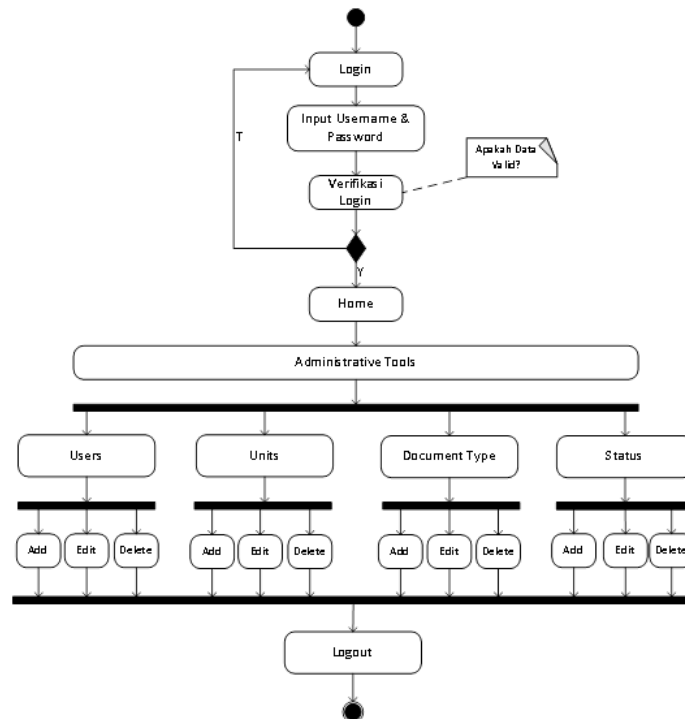 Login
Input Username &
Password
T
Apakah Data
Valid?
Verifikasi
Login
Y
Home
Administrative Tools
Users
Units
Document Type
Status
Add
Edit
Delete
Add
Edit
Delete
Add
Edit
Delete
Add
Edit
Delete
Logout